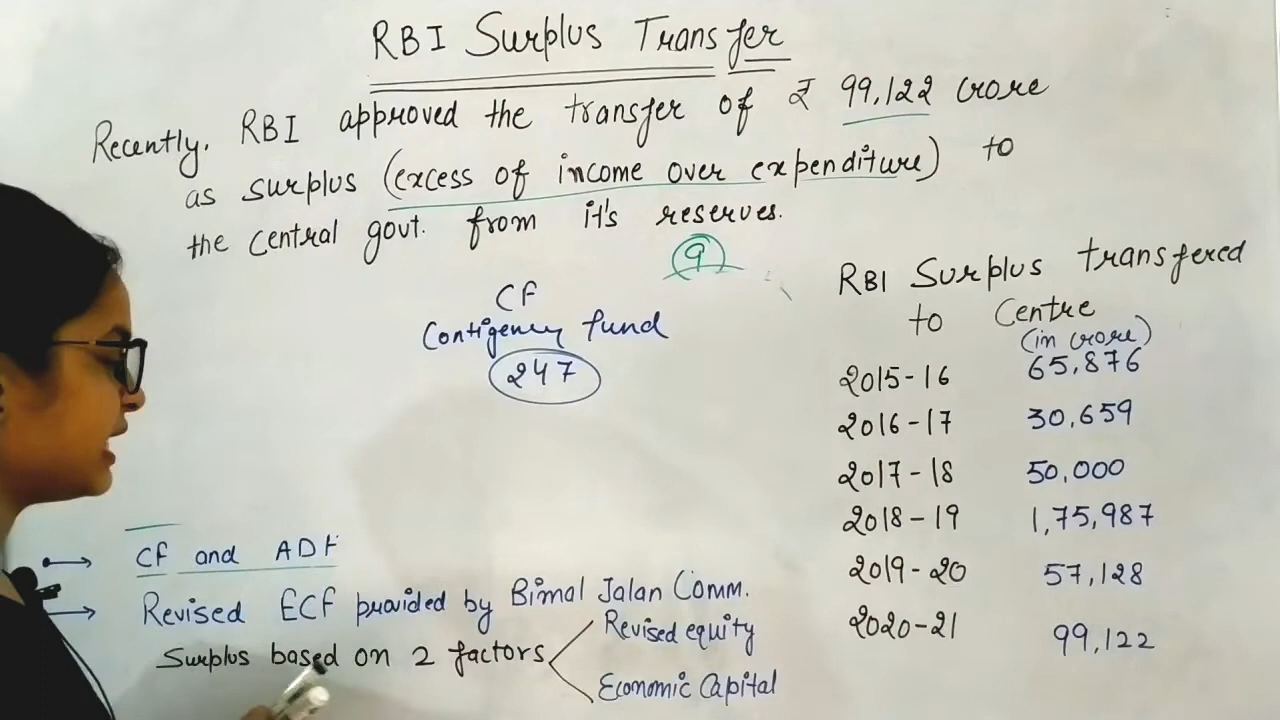 RBI Surplus Transfer
Recently, RBI approved the transfer of ₹ 99,122 crore
as surplus (excess of income over expenditure) to
the central govt. from it's reserves.
9
CF
Contigency fund
247
RBI Surplus transfered
to Centre
(in crore)
2015-16 65,876
2016-17 30,659
2017-18 50,000
2018-19 1,75,987
2019-20 57,128
2020-21 99,122
CF and ADF
Revised ECF provided by Bimal Jalan Comm.
Surplus based on 2 factors
Revised equity
Economic Capital